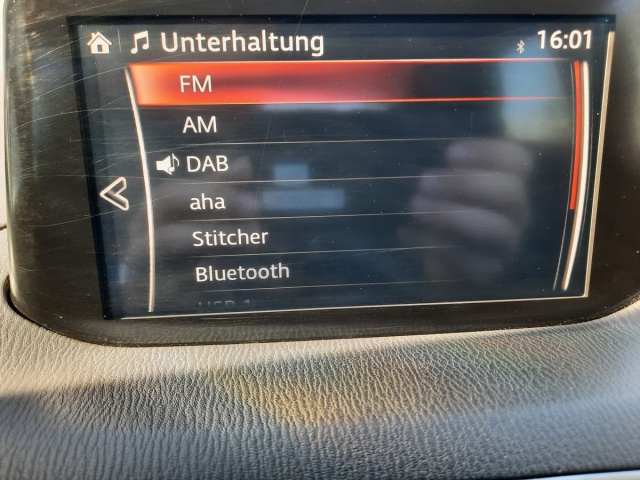 Unterhaltung 16:01
FM
AM
DAB
aha
Stitcher
Bluetooth